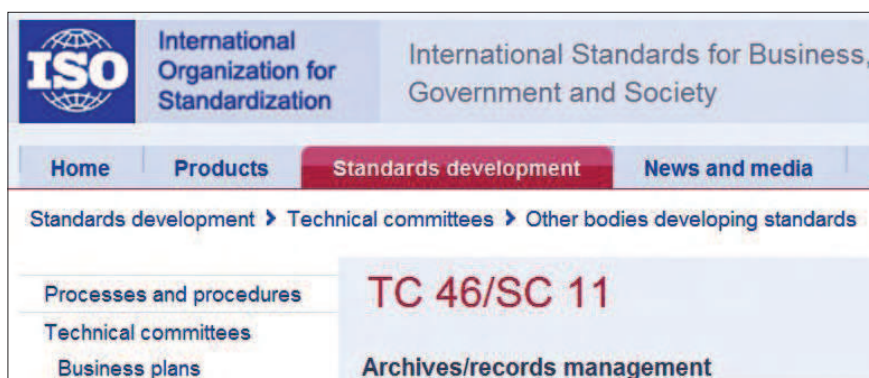 ISO
International
Organization for
Standardization
International Standards for Business,
Government and Society
Home Products Standards development News and media
Standards development > Technical committees > Other bodies developing standards
Processes and procedures
Technical committees
Business plans
TC 46/SC 11
Archives/records management